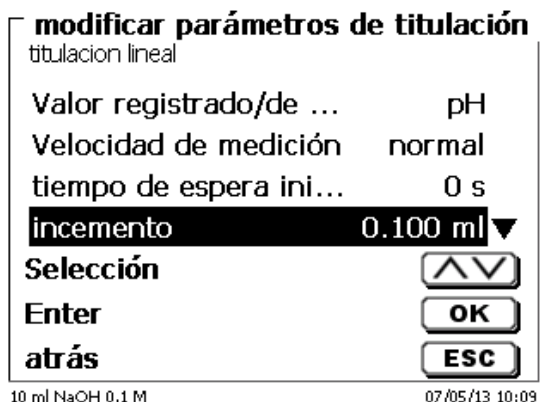 modificar parámetros de titulación
titulacion lineal
Valor registrado/de ... pH
Velocidad de medición normal
tiempo de espera ini... 0 s
incemento 0.100 ml
Selección
Enter OK
atrás ESC
10 ml NaOH 0.1 M 07/05/13 10:09